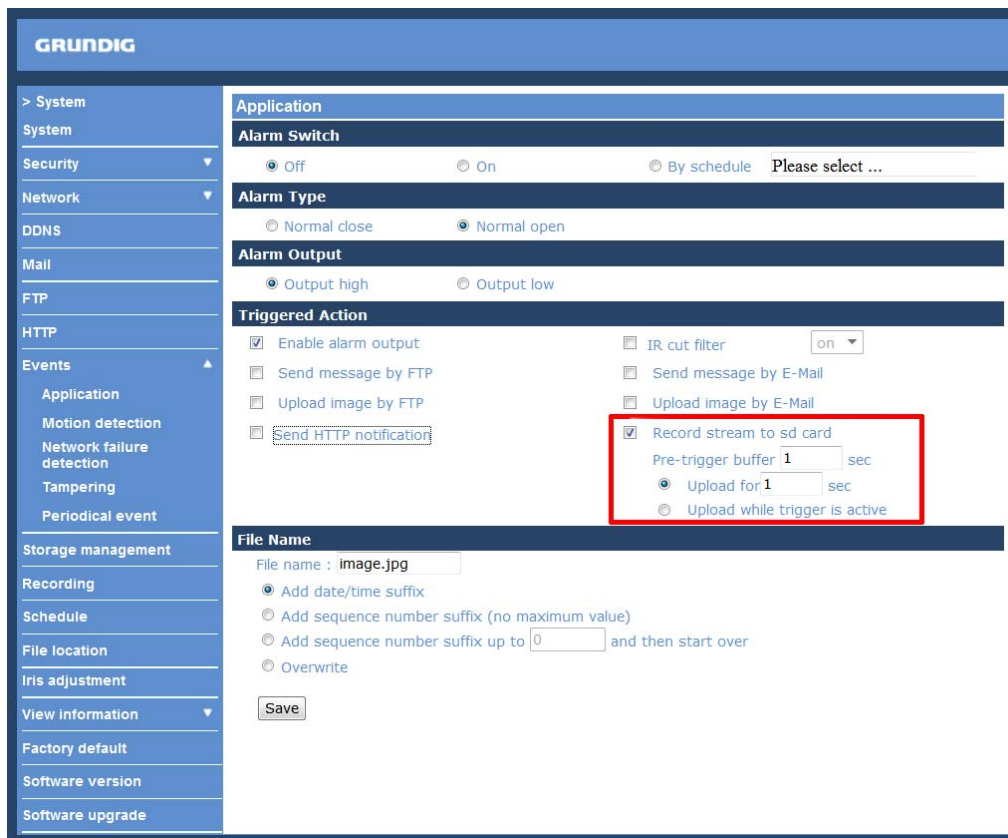 GRUNDIG
> System
System
Security
Network
DDNS
Mail
FTP
HTTP
Events
Application
Motion detection
Network failure
detection
Tampering
Periodical event
Storage management
Recording
Schedule
File location
Iris adjustment
View information
Factory default
Software version
Software upgrade
Application
Alarm Switch
Off On By schedule Please select ...
Alarm Type
Normal close Normal open
Alarm Output
Output high Output low
Triggered Action
Enable alarm output IR cut filter on
Send message by FTP Send message by E-Mail
Upload image by FTP Upload image by E-Mail
Send HTTP notification Record stream to sd card
Pre-trigger buffer 1 sec
Upload for 1 sec
Upload while trigger is active
File Name
File name : image.jpg
Add date/time suffix
Add sequence number suffix (no maximum value)
Add sequence number suffix up to 0 and then start over
Overwrite
Save